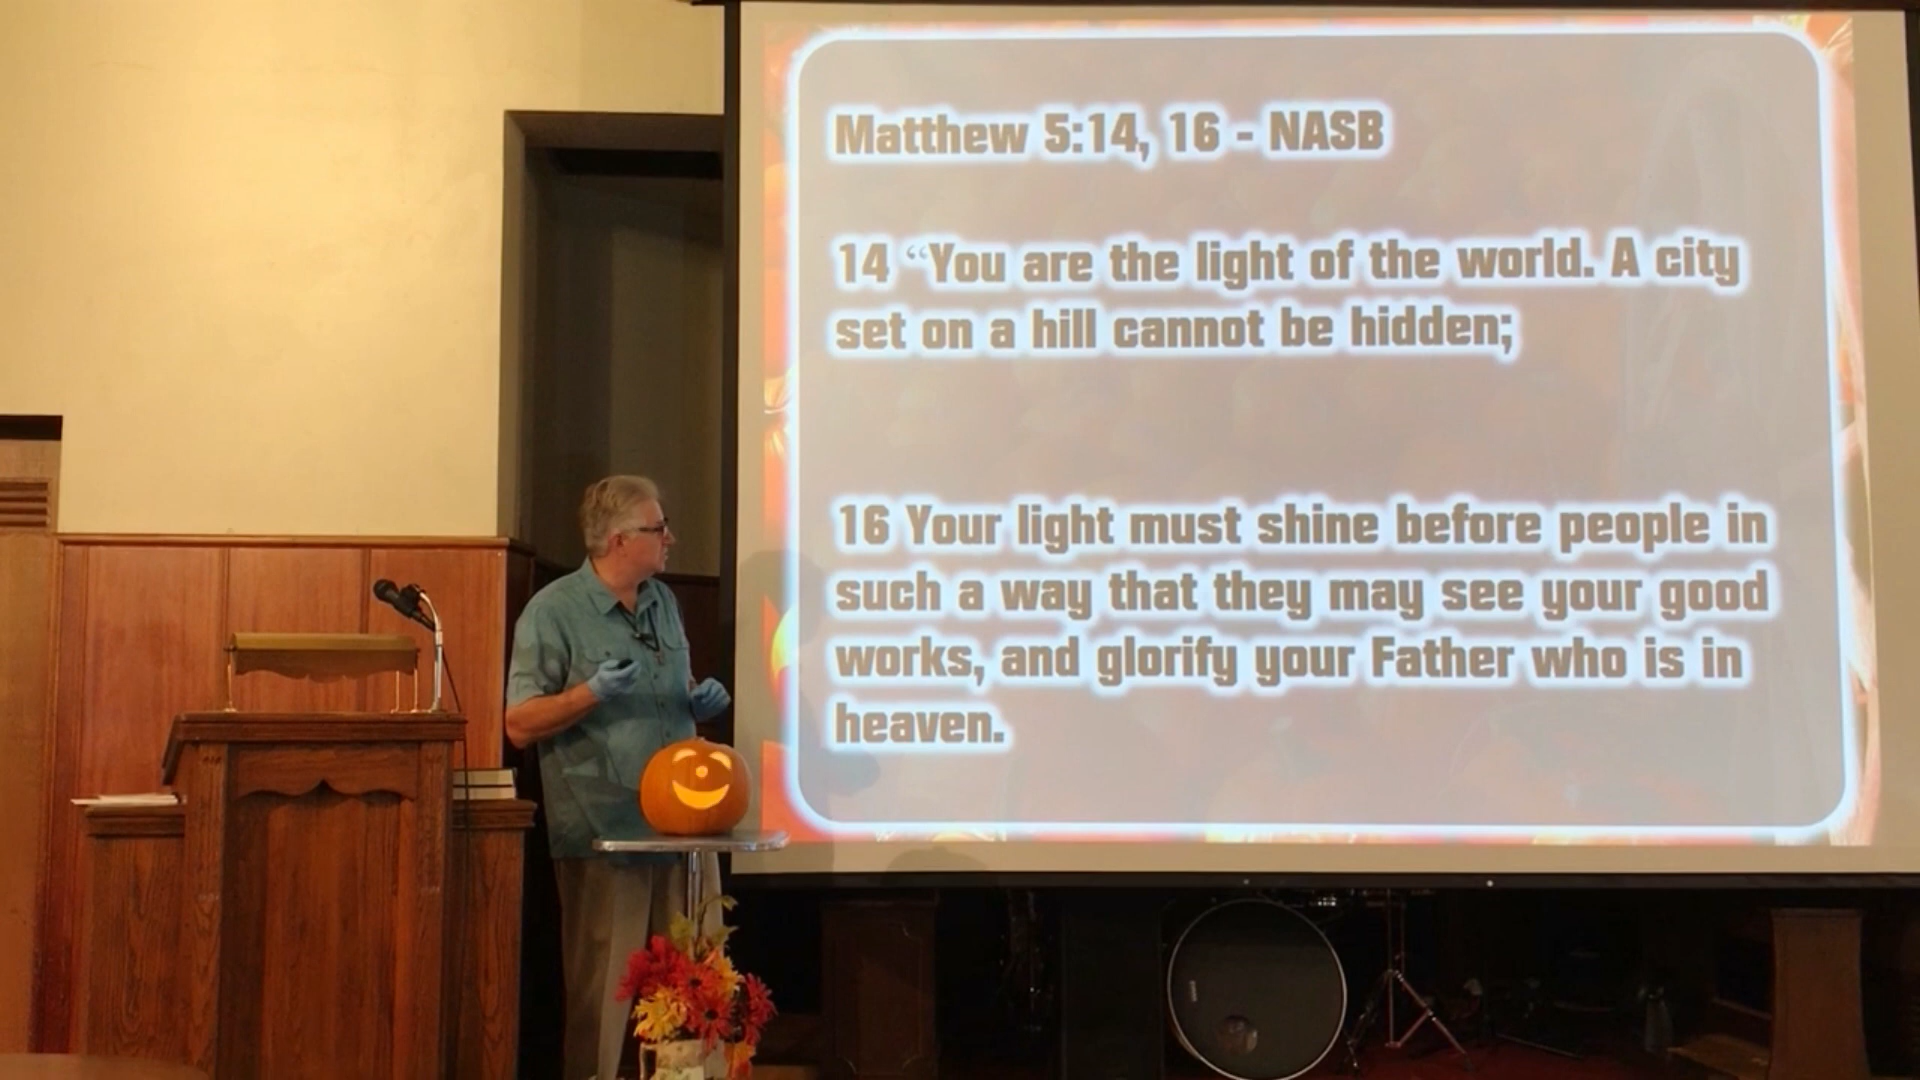 Matthew 5:14, 16 - NASB
14 “You are the light of the world. A city
set on a hill cannot be hidden;
16 Your light must shine before people in
such a way that they may see your good
works, and glorify your Father who is in
heaven.